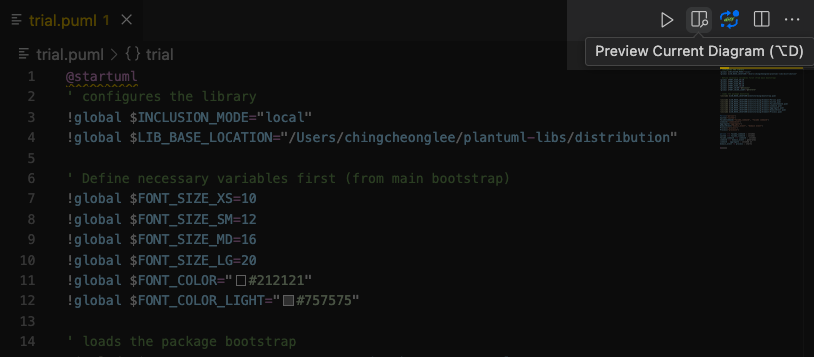 trial.puml 1
Preview Current Diagram (⌥D)
trial.puml > {} trial
1 @startuml
2 ' configures the library
3 !global $INCLUSION_MODE="local"
4 !global $LIB_BASE_LOCATION="/Users/chingcheonglee/plantuml-libs/distribution"
5
6 ' Define necessary variables first (from main bootstrap)
7 !global $FONT_SIZE_XS=10
8 !global $FONT_SIZE_SM=12
9 !global $FONT_SIZE_MD=16
10 !global $FONT_SIZE_LG=20
11 !global $FONT_COLOR="#212121"
12 !global $FONT_COLOR_LIGHT="#757575"
13
14 ' loads the package bootstrap